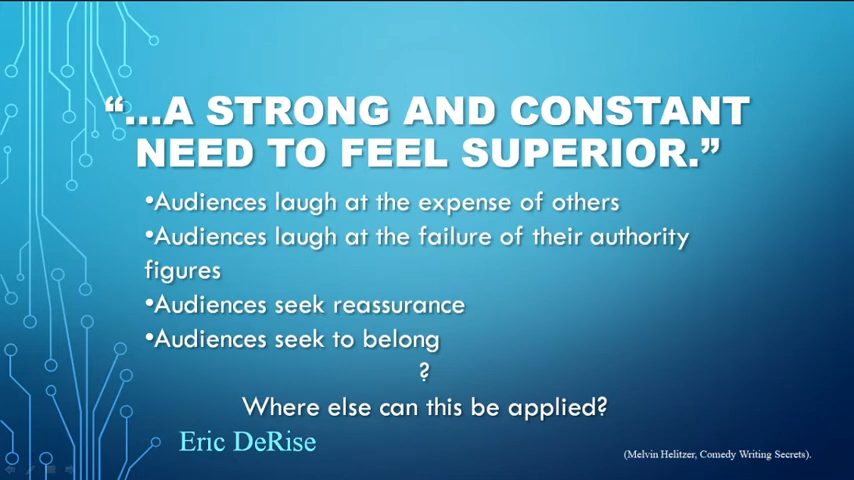 “...A STRONG AND CONSTANT
NEED TO FEEL SUPERIOR.”
•Audiences laugh at the expense of others
•Audiences laugh at the failure of their authority
figures
•Audiences seek reassurance
•Audiences seek to belong
?
Where else can this be applied?
Eric DeRise
(Melvin Helitzer, Comedy Writing Secrets).